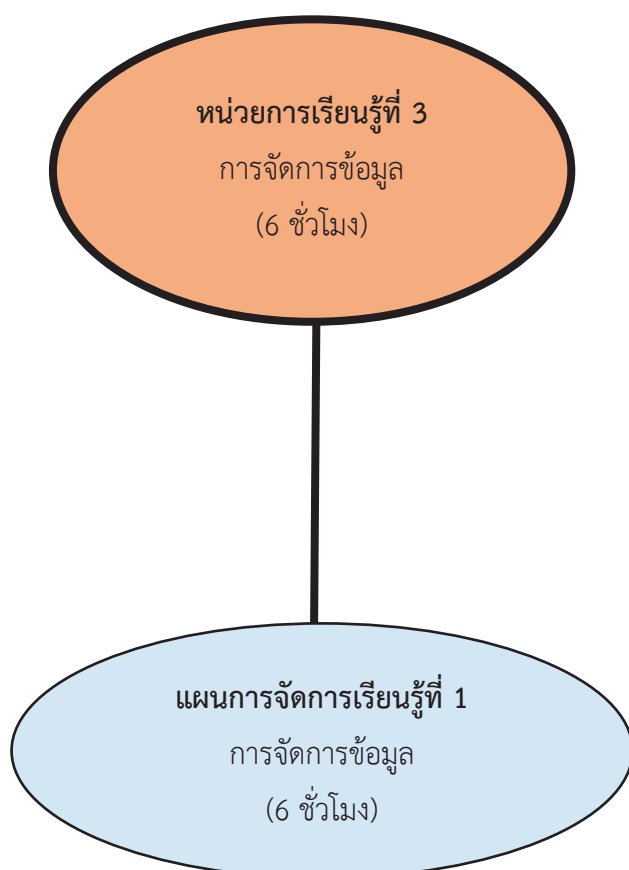 หน่วยการเรียนรู้ที่ 3
การจัดการข้อมูล
(6 ชั่วโมง)
แผนการจัดการเรียนรู้ที่ 1
การจัดการข้อมูล
(6 ชั่วโมง)